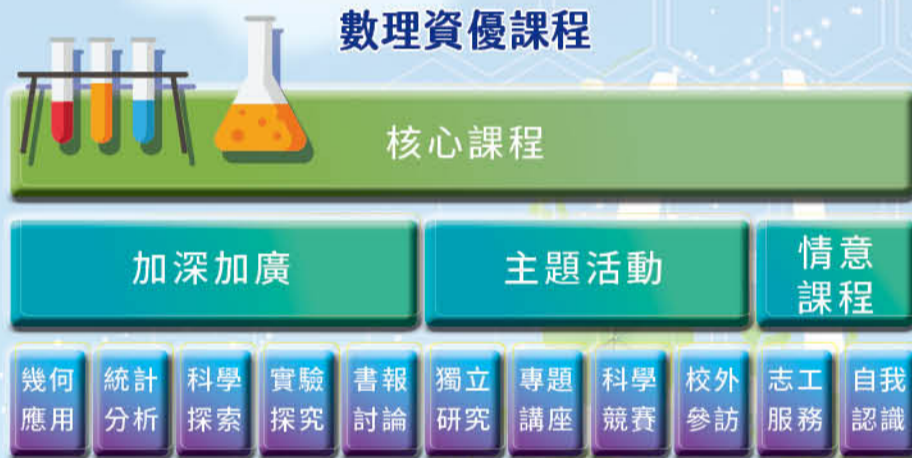 數理資優課程
核心課程
加深加廣
主題活動
情意
課程
幾何
應用
統計
分析
科學
探索
實驗
探究
書報
討論
獨立
研究
專題
講座
科學
競賽
校外
參訪
志工
服務
自我
認識